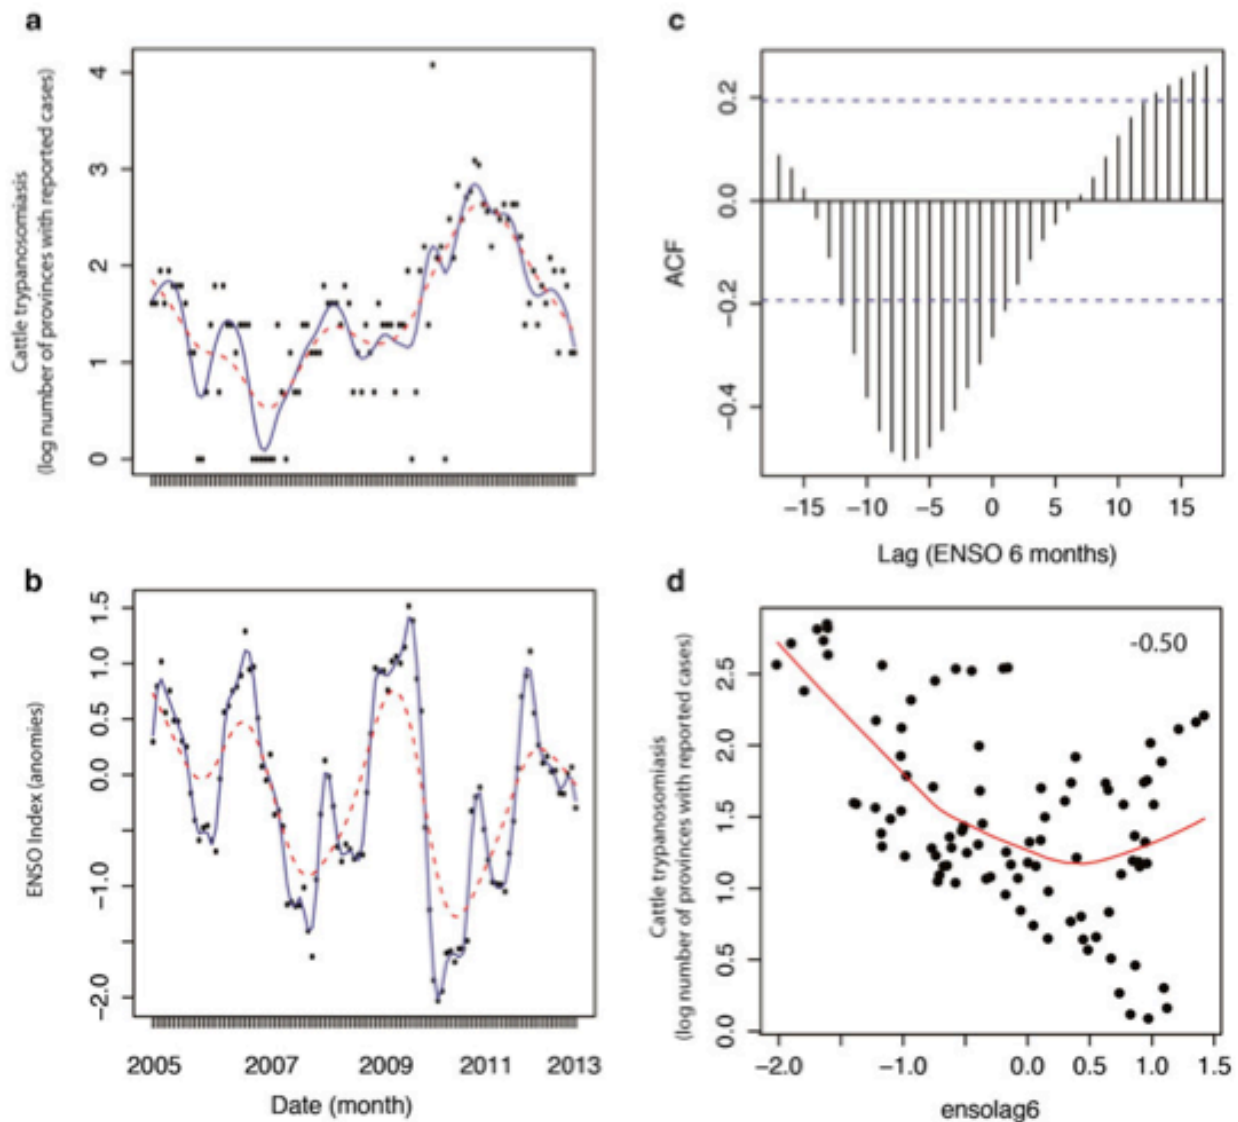 a
4
3
2
1
0
Cattle trypanosomiasis
(log number of provinces with reported cases)
c
0.2
0.0
-0.2
-0.4
ACF
-15 -10 -5 0 5 10 15
Lag (ENSO 6 months)
b
1.5
1.0
0.5
0.0
-1.0
-2.0
ENSO Index (anomies)
2005 2007 2009 2011 2013
Date (month)
d
-0.50
2.5
2.0
1.5
1.0
0.5
0.0
Cattle trypanosomiasis
(log number of provinces with reported cases)
-2.0 -1.0 0.0 0.5 1.0 1.5
ensolag6